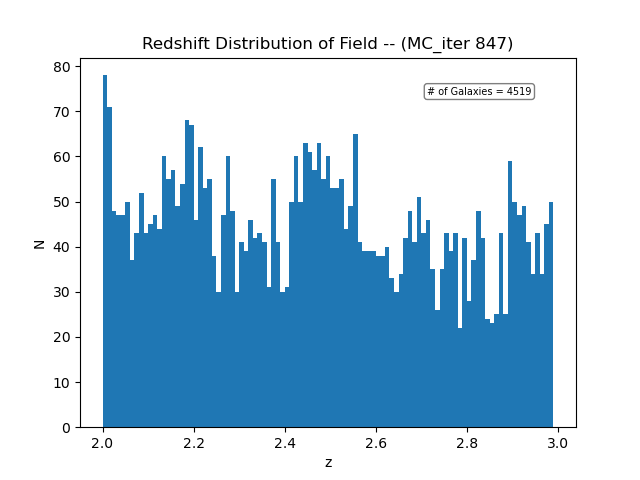 Redshift Distribution of Field -- (MC_iter 847)
# of Galaxies = 4519
80
70
60
50
40
30
20
10
0
N
2.0 2.2 2.4 2.6 2.8 3.0
z